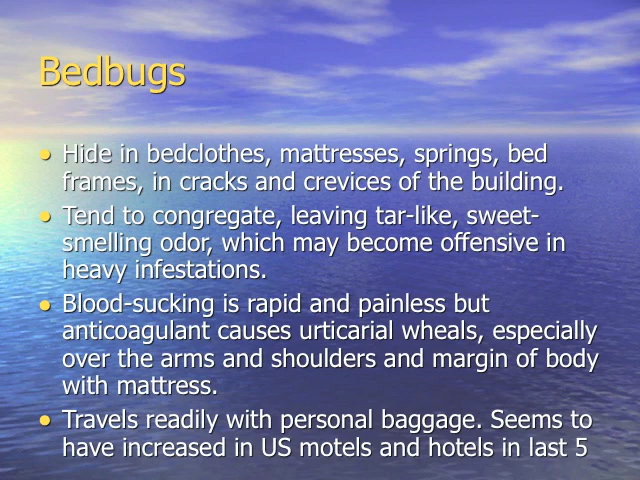 Bedbugs
• Hide in bedclothes, mattresses, springs, bed
frames, in cracks and crevices of the building.
• Tend to congregate, leaving tar-like, sweet-
smelling odor, which may become offensive in
heavy infestations.
• Blood-sucking is rapid and painless but
anticoagulant causes urticarial wheals, especially
over the arms and shoulders and margin of body
with mattress.
• Travels readily with personal baggage. Seems to
have increased in US motels and hotels in last 5